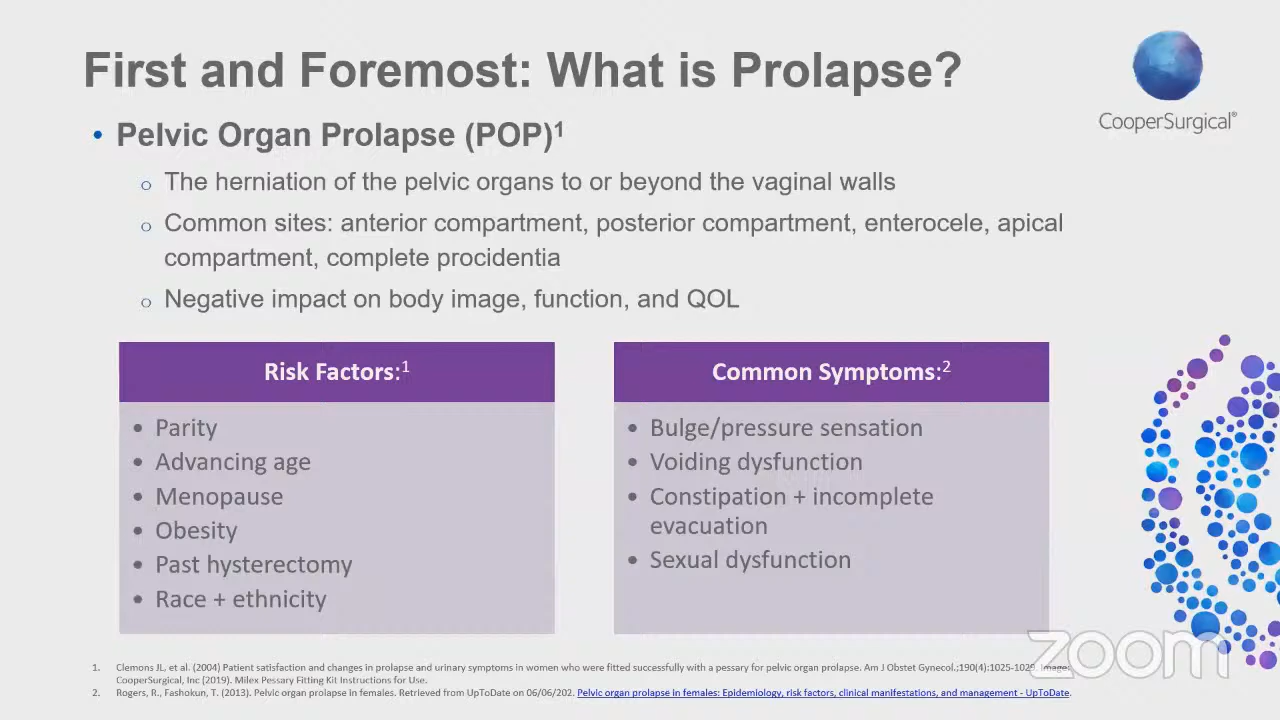 First and Foremost: What is Prolapse?
CooperSurgical®
• Pelvic Organ Prolapse (POP)1
o The herniation of the pelvic organs to or beyond the vaginal walls
o Common sites: anterior compartment, posterior compartment, enterocele, apical
compartment, complete procidentia
o Negative impact on body image, function, and QOL
Risk Factors:1
• Parity
• Advancing age
• Menopause
• Obesity
• Past hysterectomy
• Race + ethnicity
Common Symptoms:2
• Bulge/pressure sensation
• Voiding dysfunction
• Constipation + incomplete
evacuation
• Sexual dysfunction
1. Clemons JL, et al. (2004) Patient satisfaction and changes in prolapse and urinary symptoms in women who were fitted successfully with a pessary for pelvic organ prolapse. Am J Obstet Gynecol.;190(4):1025-1029. Image:
CooperSurgical, Inc (2019). Milex Pessary Fitting Kit Instructions for Use.
2. Rogers, R., Fashokun, T. (2013). Pelvic organ prolapse in females. Retrieved from UpToDate on 06/06/202. Pelvic organ prolapse in females: Epidemiology, risk factors, clinical manifestations, and management - UpToDate.
zoom